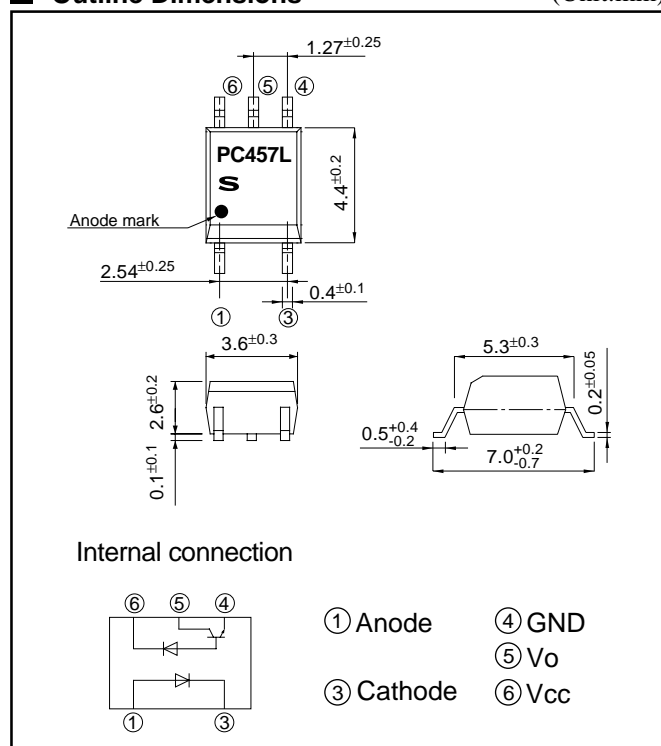 Outline Dimensions (Unit:mm)
1.27±0.25
⑥ ⑤ ④
PC457L
S
4.4±0.2
Anode mark
2.54±0.25
0.4±0.1
① ③
3.6±0.3
5.3±0.3
2.6±0.2
0.2±0.05
0.5+0.4-0.2
7.0+0.2-0.7
0.1±0.1
Internal connection
⑥ ⑤ ④
① Anode ④ GND
⑤ Vo
③ Cathode ⑥ Vcc
① ③